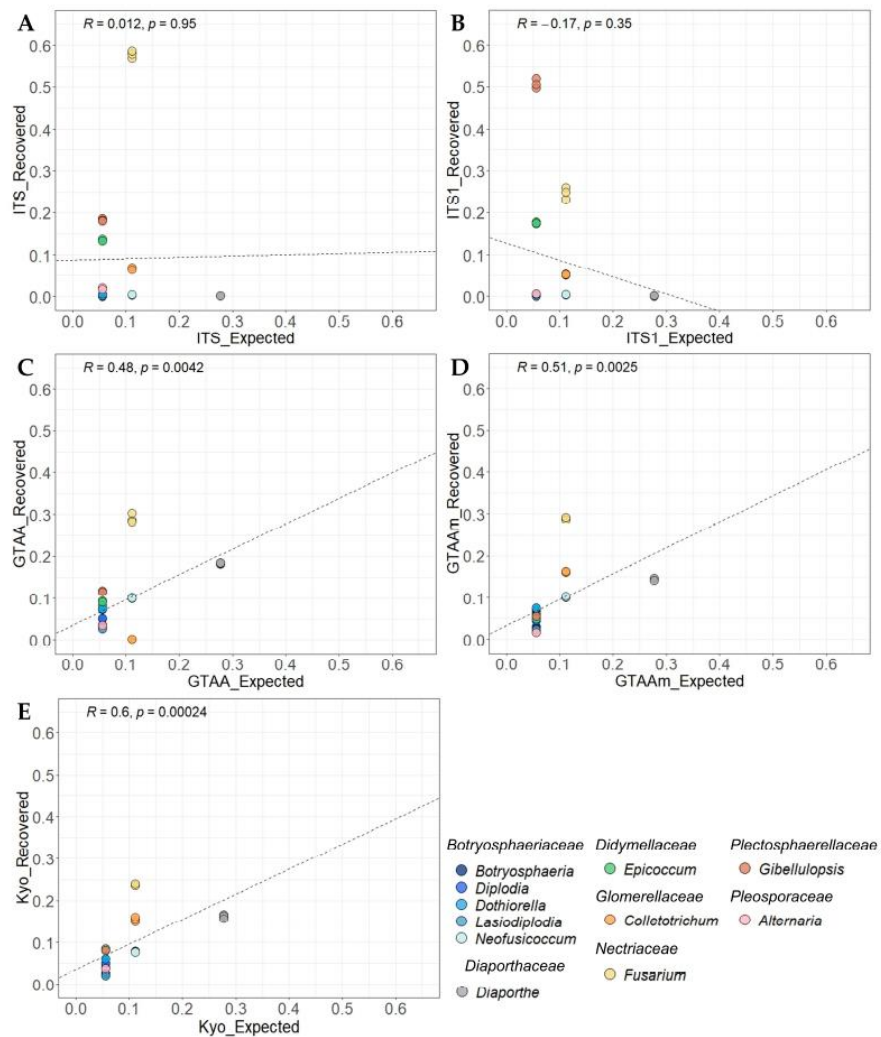 A
R = 0.012, p = 0.95
ITS_Recovered
0.6
0.5
0.4
0.3
0.2
0.1
0.0
0.0 0.1 0.2 0.3 0.4 0.5 0.6
ITS_Expected
B
R = −0.17, p = 0.35
ITS1_Recovered
0.6
0.5
0.4
0.3
0.2
0.1
0.0
0.0 0.1 0.2 0.3 0.4 0.5 0.6
ITS1_Expected
C
R = 0.48, p = 0.0042
GTAA_Recovered
0.6
0.5
0.4
0.3
0.2
0.1
0.0
0.0 0.1 0.2 0.3 0.4 0.5 0.6
GTAA_Expected
D
R = 0.51, p = 0.0025
GTAAm_Recovered
0.6
0.5
0.4
0.3
0.2
0.1
0.0
0.0 0.1 0.2 0.3 0.4 0.5 0.6
GTAAm_Expected
E
R = 0.6, p = 0.00024
Kyo_Recovered
0.6
0.5
0.4
0.3
0.2
0.1
0.0
0.0 0.1 0.2 0.3 0.4 0.5 0.6
Kyo_Expected
Botryosphaeriaceae
Botryosphaeria
Diplodia
Dothiorella
Lasiodiplodia
Neofusicoccum
Diaporthaceae
Diaporthe
Didymellaceae
Epicoccum
Glomerellaceae
Colletotrichum
Nectriaceae
Fusarium
Plectosphaerellaceae
Gibellulopsis
Pleosporaceae
Alternaria